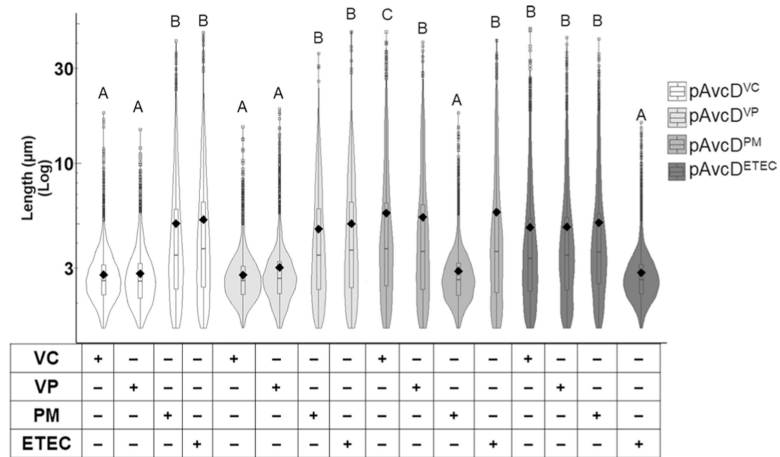 A A B B A A B B C B A B B B B A
30
10
3
Length (µm)
(Log)
pAvcD^VC
pAvcD^VP
pAvcD^PM
pAvcD^ETEC
VC + − − − + − − − + − − − + − − −
VP − + − − − + − − − + − − − + − −
PM − − + − − − + − − − + − − − + −
ETEC − − − + − − − + − − − + − − − +